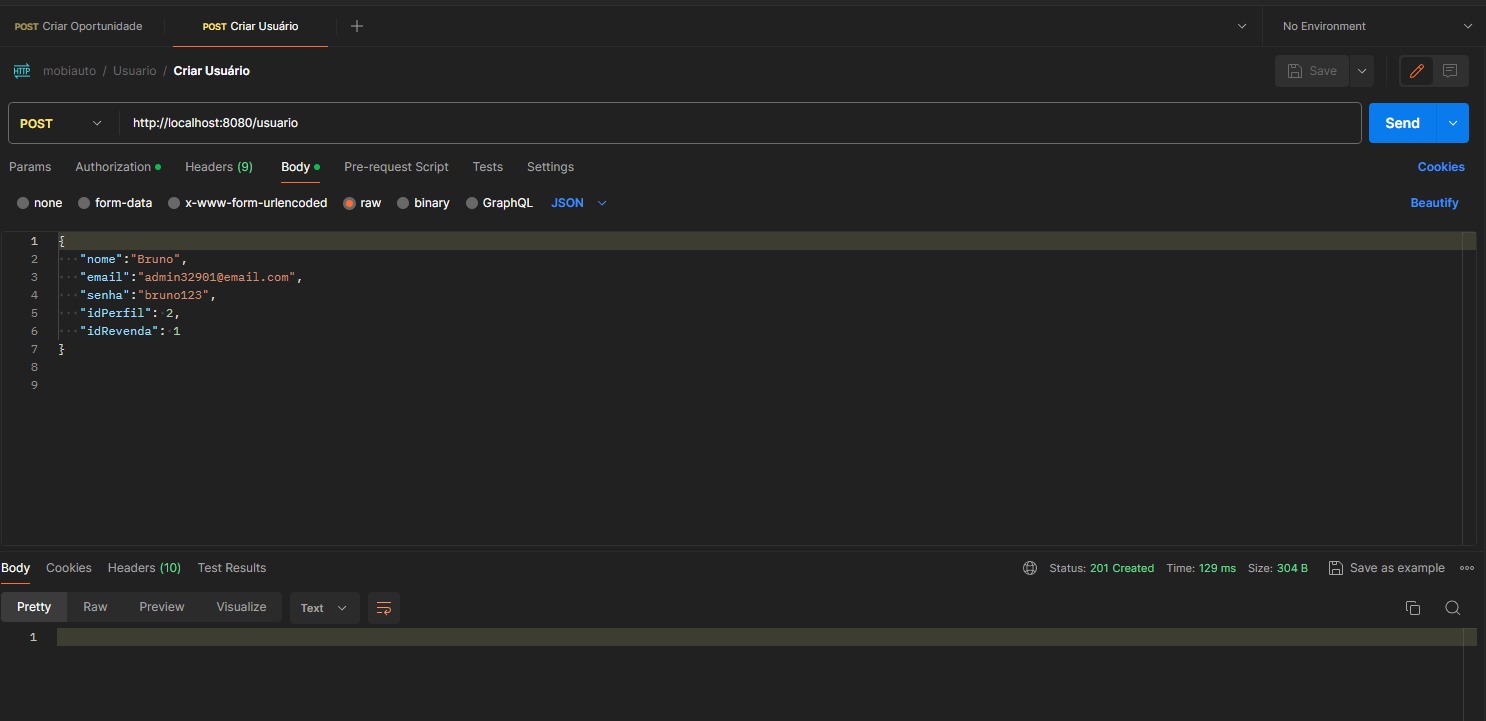 POST Criar Oportunidade POST Criar Usuário No Environment
HTTP mobiauto / Usuario / Criar Usuário Save
POST http://localhost:8080/usuario Send
Params Authorization Headers (9) Body Pre-request Script Tests Settings Cookies
none form-data x-www-form-urlencoded raw binary GraphQL JSON Beautify
1 {
2 "nome":"Bruno",
3 "email":"admin32901@email.com",
4 "senha":"bruno123",
5 "idPerfil": 2,
6 "idRevenda": 1
7 }
8
9
Body Cookies Headers (10) Test Results Status: 201 Created Time: 129 ms Size: 304 B Save as example
Pretty Raw Preview Visualize Text
1